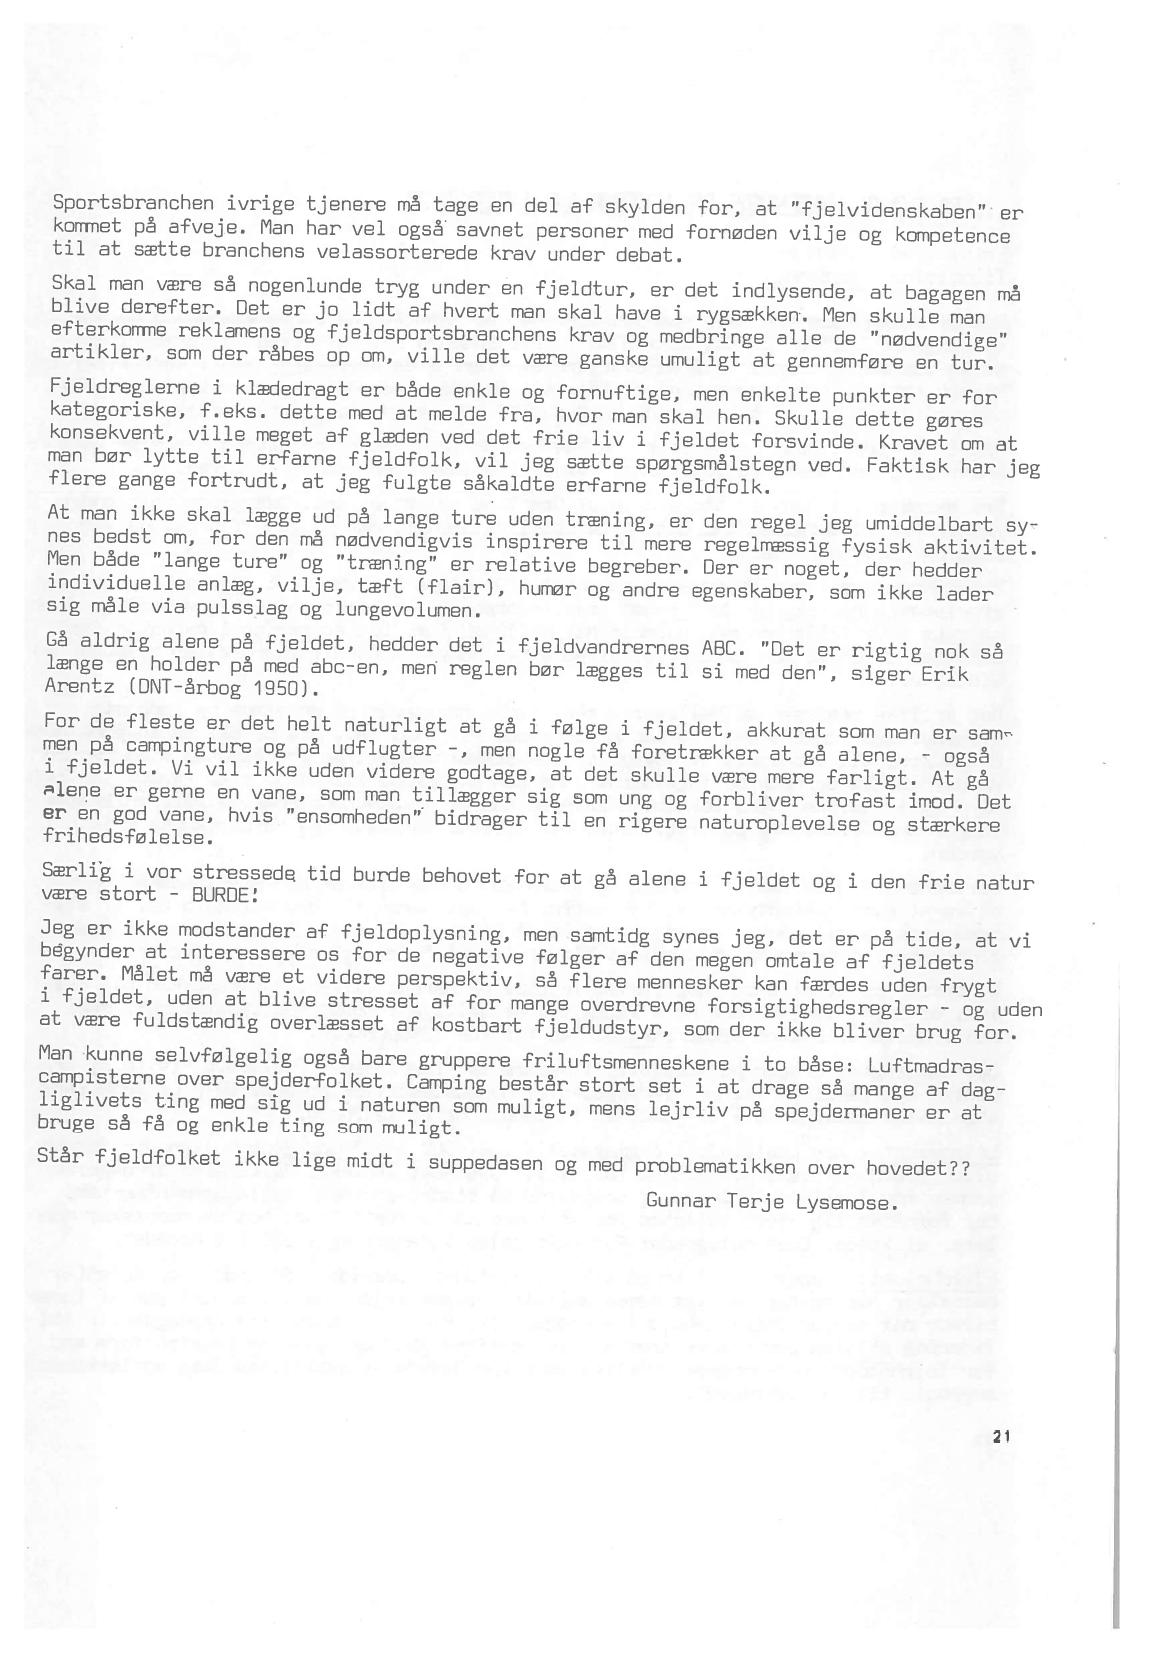 Sportsbranchen ivrige tjenere må tage en del af skylden for, at "fjelvidenskaben" er
kommet på afveje. Man har vel også savnet personer med fornøden vilje og kompetence
til at sætte branchens velassorterede krav under debat.
Skal man være så nogenlunde tryg under en fjeldtur, er det indlysende, at bagagen må
blive derefter. Det er jo lidt af hvert man skal have i rygsækken. Men skulle man
efterkomme reklamens og fjeldsportsbranchens krav og medbringe alle de "nødvendige"
artikler, som der råbes op om, ville det være ganske umuligt at gennemføre en tur.
Fjeldreglerne i klædedragt er både enkle og fornuftige, men enkelte punkter er for
kategoriske, f.eks. dette med at melde fra, hvor man skal hen. Skulle dette gøres
konsekvent, ville meget af glæden ved det frie liv i fjeldet forsvinde. Kravet om at
man bør lytte til erfarne fjeldfolk, vil jeg sætte spørgsmålstegn ved. Faktisk har jeg
flere gange fortrudt, at jeg fulgte såkaldte erfarne fjeldfolk.
At man ikke skal lægge ud på lange ture uden træning, er den regel jeg umiddelbart sy-
nes bedst om, for den må nødvendigvis inspirere til mere regelmæssig fysisk aktivitet.
Men både "lange ture" og "træning" er relative begreber. Der er noget, der hedder
individuelle anlæg, vilje, tæft (flair), humør og andre egenskaber, som ikke lader
sig måle via pulsslag og lungevolumen.
Gå aldrig alene på fjeldet, hedder det i fjeldvandrernes ABC. "Det er rigtig nok så
længe en holder på med abc-en, men reglen bør lægges til si med den", siger Erik
Arentz (DNT-årbog 1950).
For de fleste er det helt naturligt at gå i følge i fjeldet, akkurat som man er sam-
men på campingture og på udflugter -, men nogle få foretrækker at gå alene, - også
i fjeldet. Vi vil ikke uden videre godtage, at det skulle være mere farligt. At gå
alene er gerne en vane, som man tillægger sig som ung og forbliver trofast imod. Det
er en god vane, hvis "ensomheden" bidrager til en rigere naturoplevelse og stærkere
frihedsfølelse.
Særlig i vor stressede tid burde behovet for at gå alene i fjeldet og i den frie natur
være stort - BURDE!
Jeg er ikke modstander af fjeldoplysning, men samtidg synes jeg, det er på tide, at vi
begynder at interessere os for de negative følger af den megen omtale af fjeldets
farer. Målet må være et videre perspektiv, så flere mennesker kan færdes uden frygt
i fjeldet, uden at blive stresset af for mange overdrevne forsigtighedsregler - og uden
at være fuldstændig overlæsset af kostbart fjeldudstyr, som der ikke bliver brug for.
Man kunne selvfølgelig også bare gruppere friluftsmenneskene i to båse: Luftmadras-
campisterne over spejderfolket. Camping består stort set i at drage så mange af dag-
liglivets ting med sig ud i naturen som muligt, mens lejrliv på spejdermaner er at
bruge så få og enkle ting som muligt.
Står fjeldfolket ikke lige midt i suppedasen og med problematikken over hovedet??
Gunnar Terje Lysemose.
21